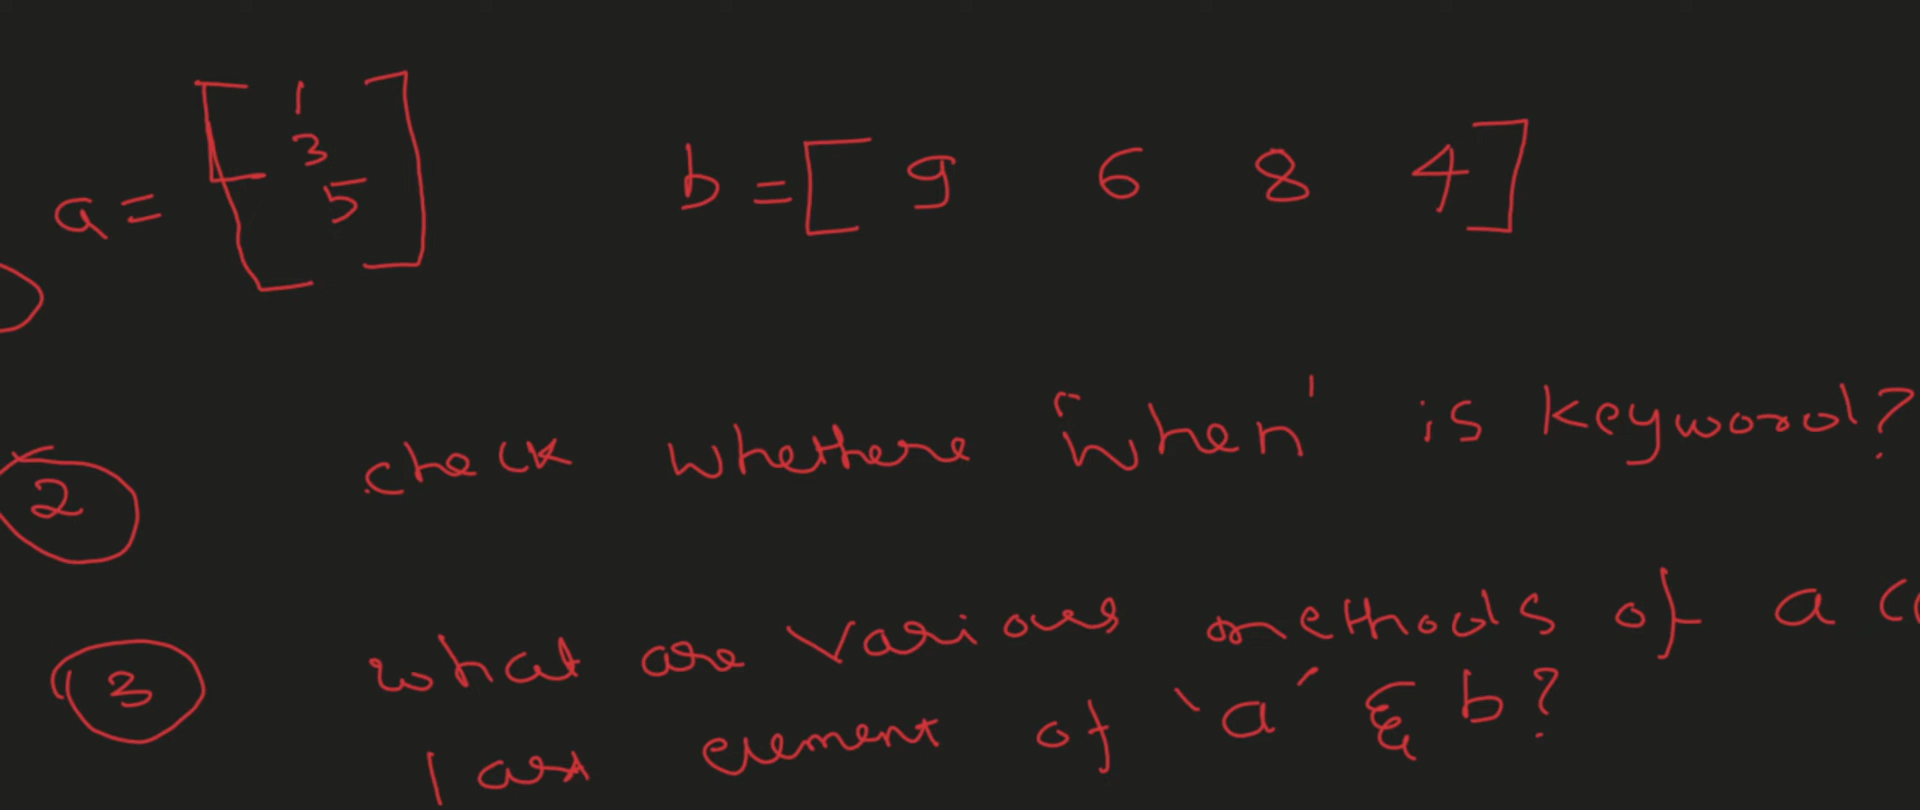 a = [ 1
3
5 ]
b = [ 9 6 8 4 ]
2 check whethere 'when' is keyword?
3 what are various methods of a
last element of 'a' & b?